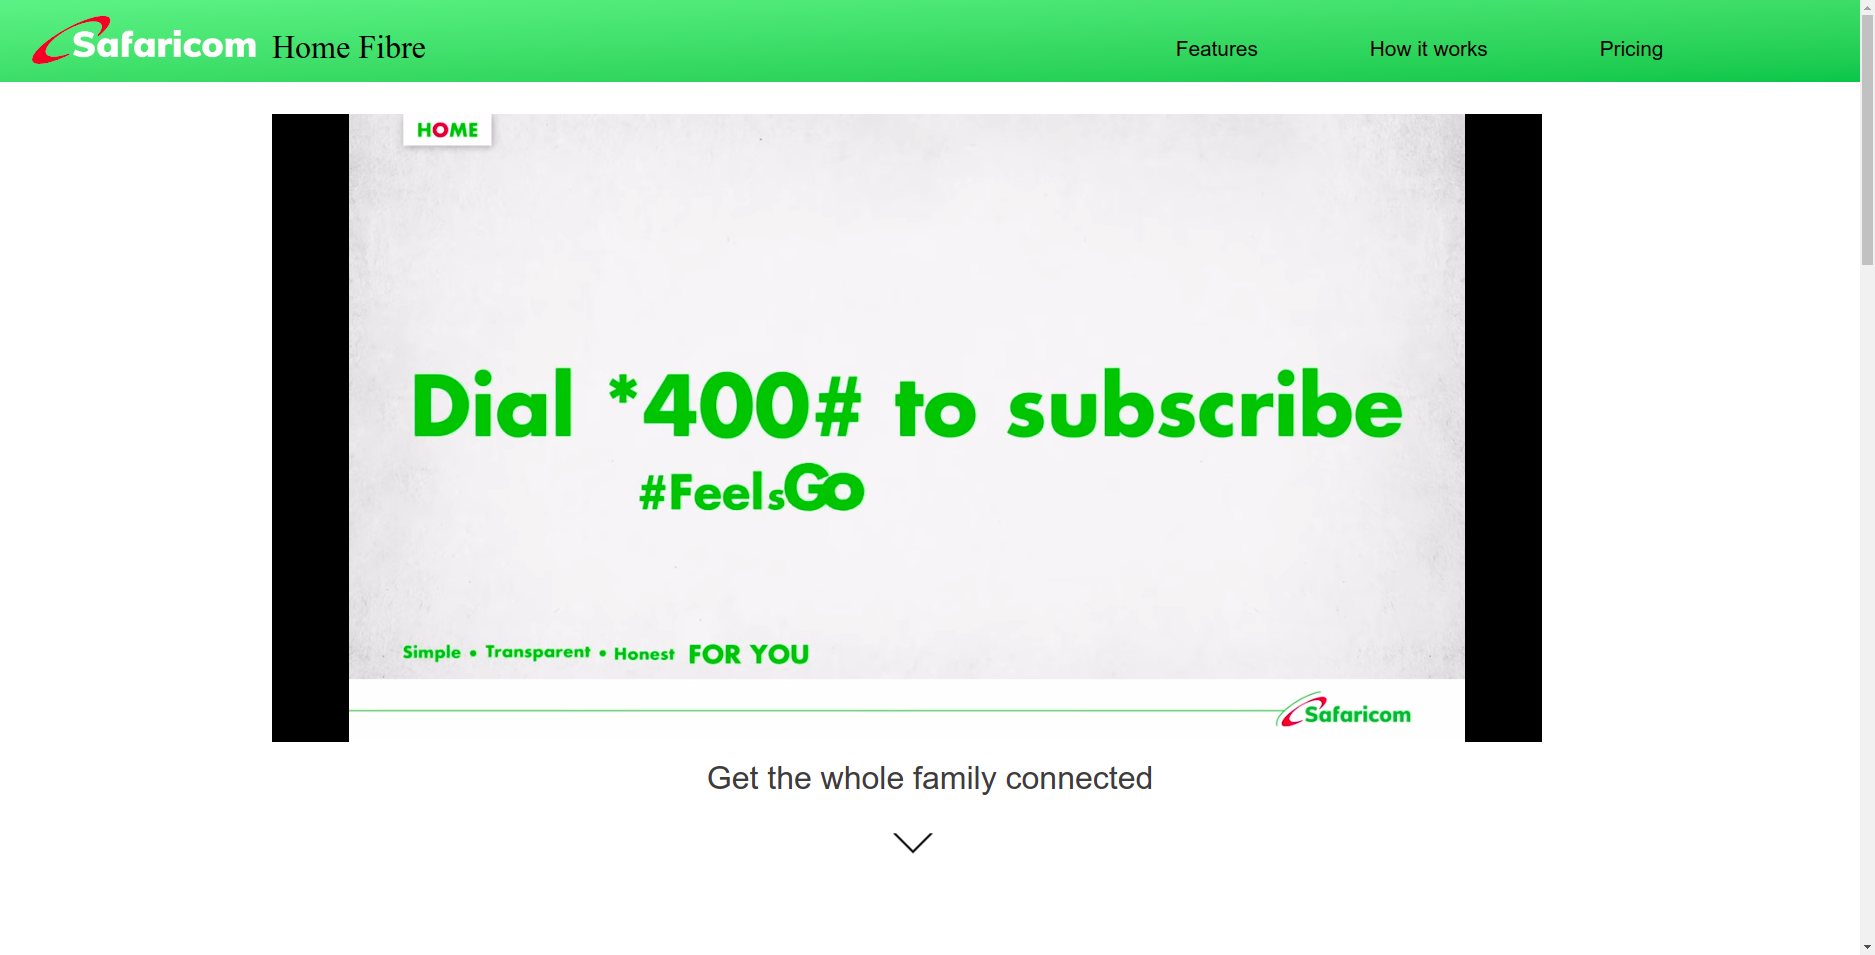 Safaricom Home Fibre
Features How it works Pricing
HOME
Dial *400# to subscribe
#FeelsGo
Simple • Transparent • Honest FOR YOU
Safaricom
Get the whole family connected